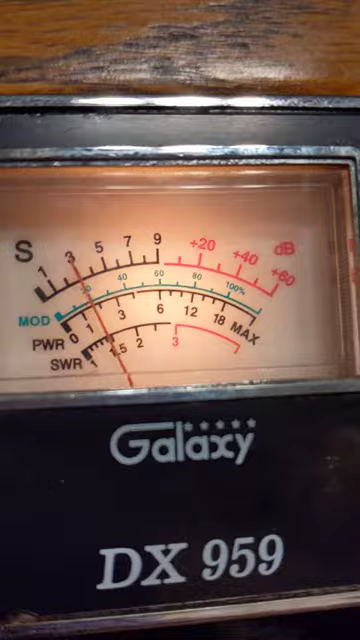 S 1 3 5 7 9 +20 +40 +60 dB
MOD 20 40 60 80 100%
PWR 0 1 3 6 12 18 MAX
SWR 1 1.5 2 3
Galaxy
DX 959